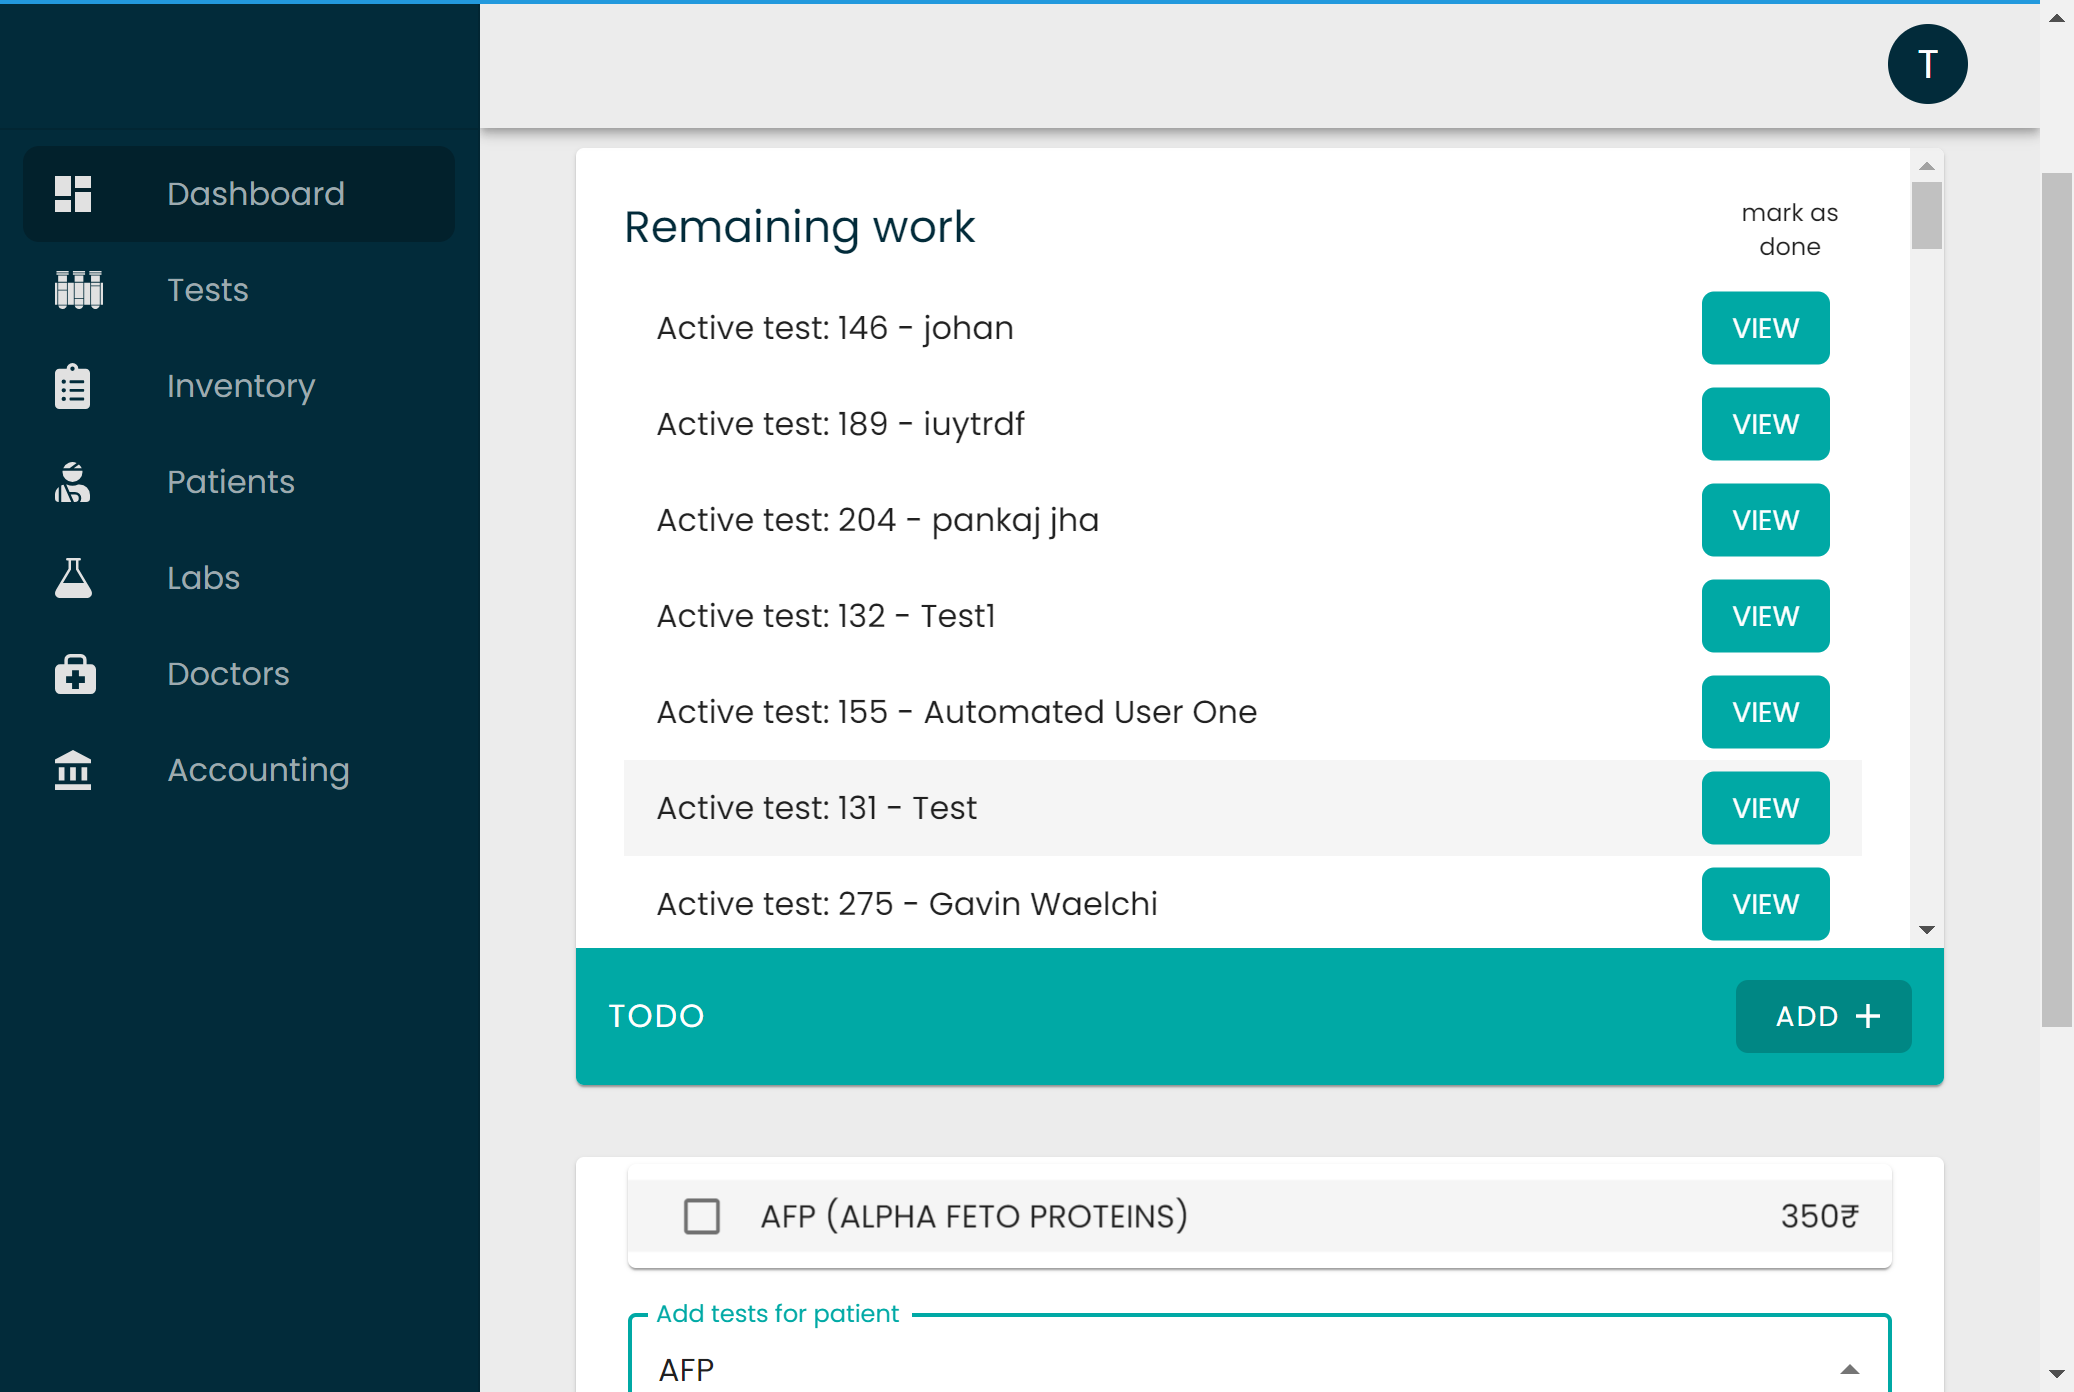 T
Dashboard
Tests
Inventory
Patients
Labs
Doctors
Accounting
Remaining work
mark as
done
Active test: 146 - johan
VIEW
Active test: 189 - iuytrdf
VIEW
Active test: 204 - pankaj jha
VIEW
Active test: 132 - Test1
VIEW
Active test: 155 - Automated User One
VIEW
Active test: 131 - Test
VIEW
Active test: 275 - Gavin Waelchi
VIEW
TODO
ADD +
AFP (ALPHA FETO PROTEINS) 350₹
Add tests for patient
AFP